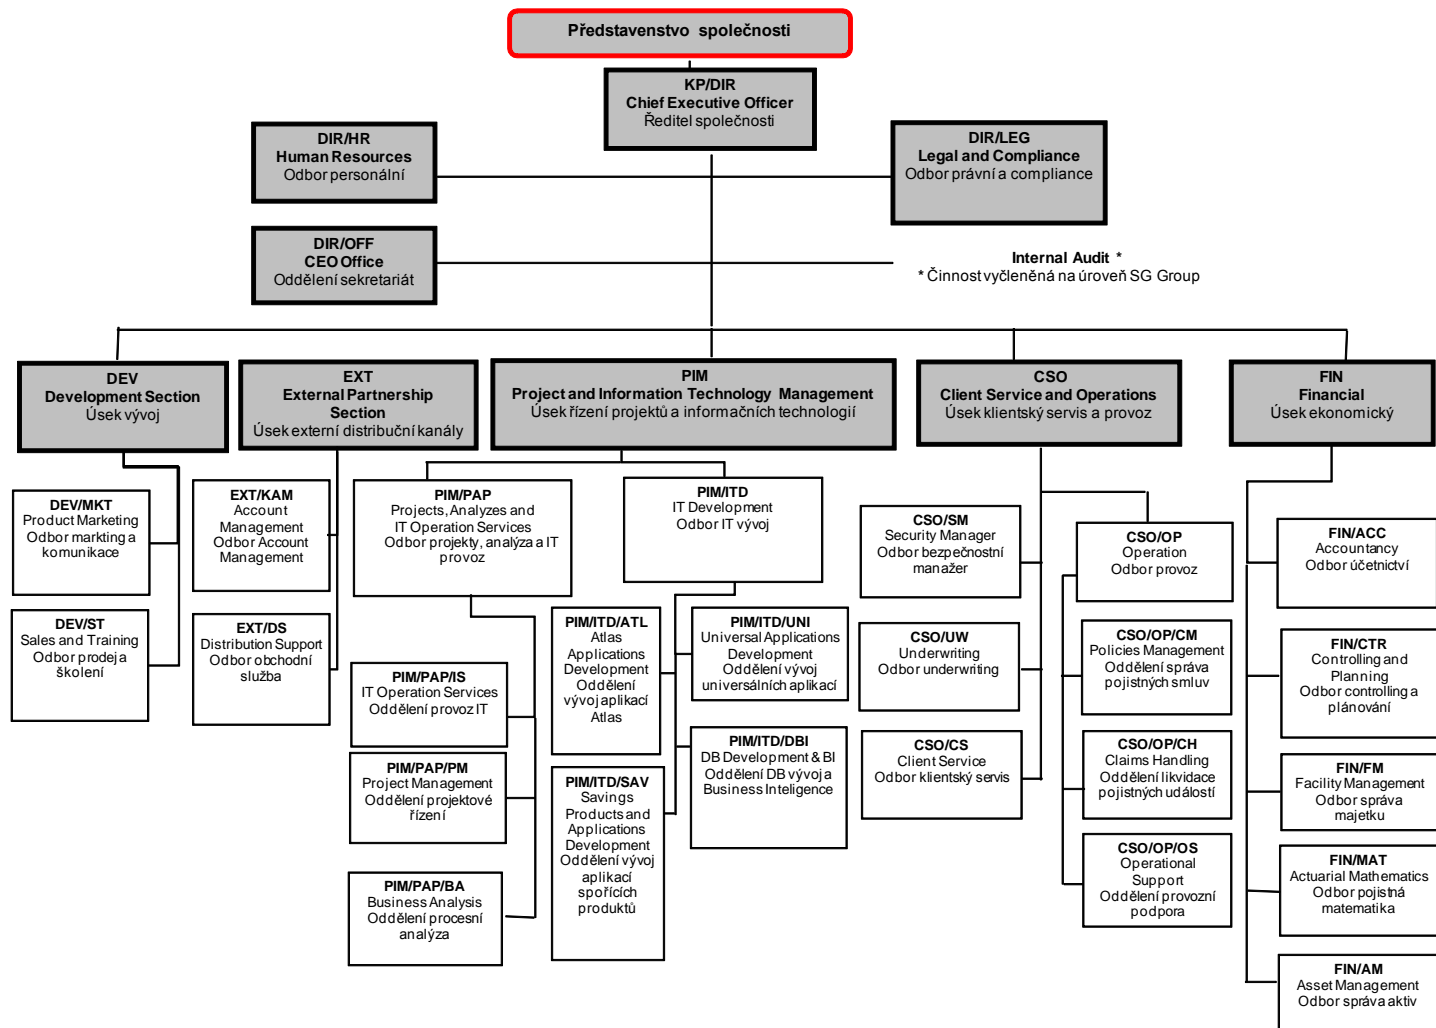 Představenstvo společnosti
KP/DIR
Chief Executive Officer
Ředitel společnosti
DIR/HR
Human Resources
Odbor personální
DIR/LEG
Legal and Compliance
Odbor právní a compliance
DIR/OFF
CEO Office
Oddělení sekretariát
Internal Audit *
* Činnost vyčleněná na úroveň SG Group
DEV
Development Section
Úsek vývoj
EXT
External Partnership
Section
Úsek externí distribuční kanály
PIM
Project and Information Technology Management
Úsek řízení projektů a informačních technologií
CSO
Client Service and Operations
Úsek klientský servis a provoz
FIN
Financial
Úsek ekonomický
DEV/MKT
Product Marketing
Odbor markting a
komunikace
DEV/ST
Sales and Training
Odbor prodej a
školení
EXT/KAM
Account
Management
Odbor Account
Management
EXT/DS
Distribution Support
Odbor obchodní
služba
PIM/PAP
Projects, Analyzes and
IT Operation Services
Odbor projekty, analýza a IT
provoz
PIM/PAP/IS
IT Operation Services
Oddělení provoz IT
PIM/PAP/PM
Project Management
Oddělení projektové
řízení
PIM/PAP/BA
Business Analysis
Oddělení procesní
analýza
PIM/ITD
IT Development
Odbor IT vývoj
PIM/ITD/ATL
Atlas
Applications
Development
Oddělení
vývoj aplikací
Atlas
PIM/ITD/SAV
Savings
Products and
Applications
Development
Oddělení vývoj
aplikací
spořících
produktů
PIM/ITD/UNI
Universal Applications
Development
Oddělení vývoj
universálních aplikací
PIM/ITD/DBI
DB Development & BI
Oddělení DB vývoj a
Business Inteligence
CSO/SM
Security Manager
Odbor bezpečnostní
manažer
CSO/UW
Underwriting
Odbor underwriting
CSO/CS
Client Service
Odbor klientský servis
CSO/OP
Operation
Odbor provoz
CSO/OP/CM
Policies Management
Oddělení správa
pojistných smluv
CSO/OP/CH
Claims Handling
Oddělení likvidace
pojistných událostí
CSO/OP/OS
Operational
Support
Oddělení provozní
podpora
FIN/ACC
Accountancy
Odbor účetnictví
FIN/CTR
Controlling and
Planning
Odbor controlling a
plánování
FIN/FM
Facility Management
Odbor správa
majetku
FIN/MAT
Actuarial Mathematics
Odbor pojistná
matematika
FIN/AM
Asset Management
Odbor správa aktiv